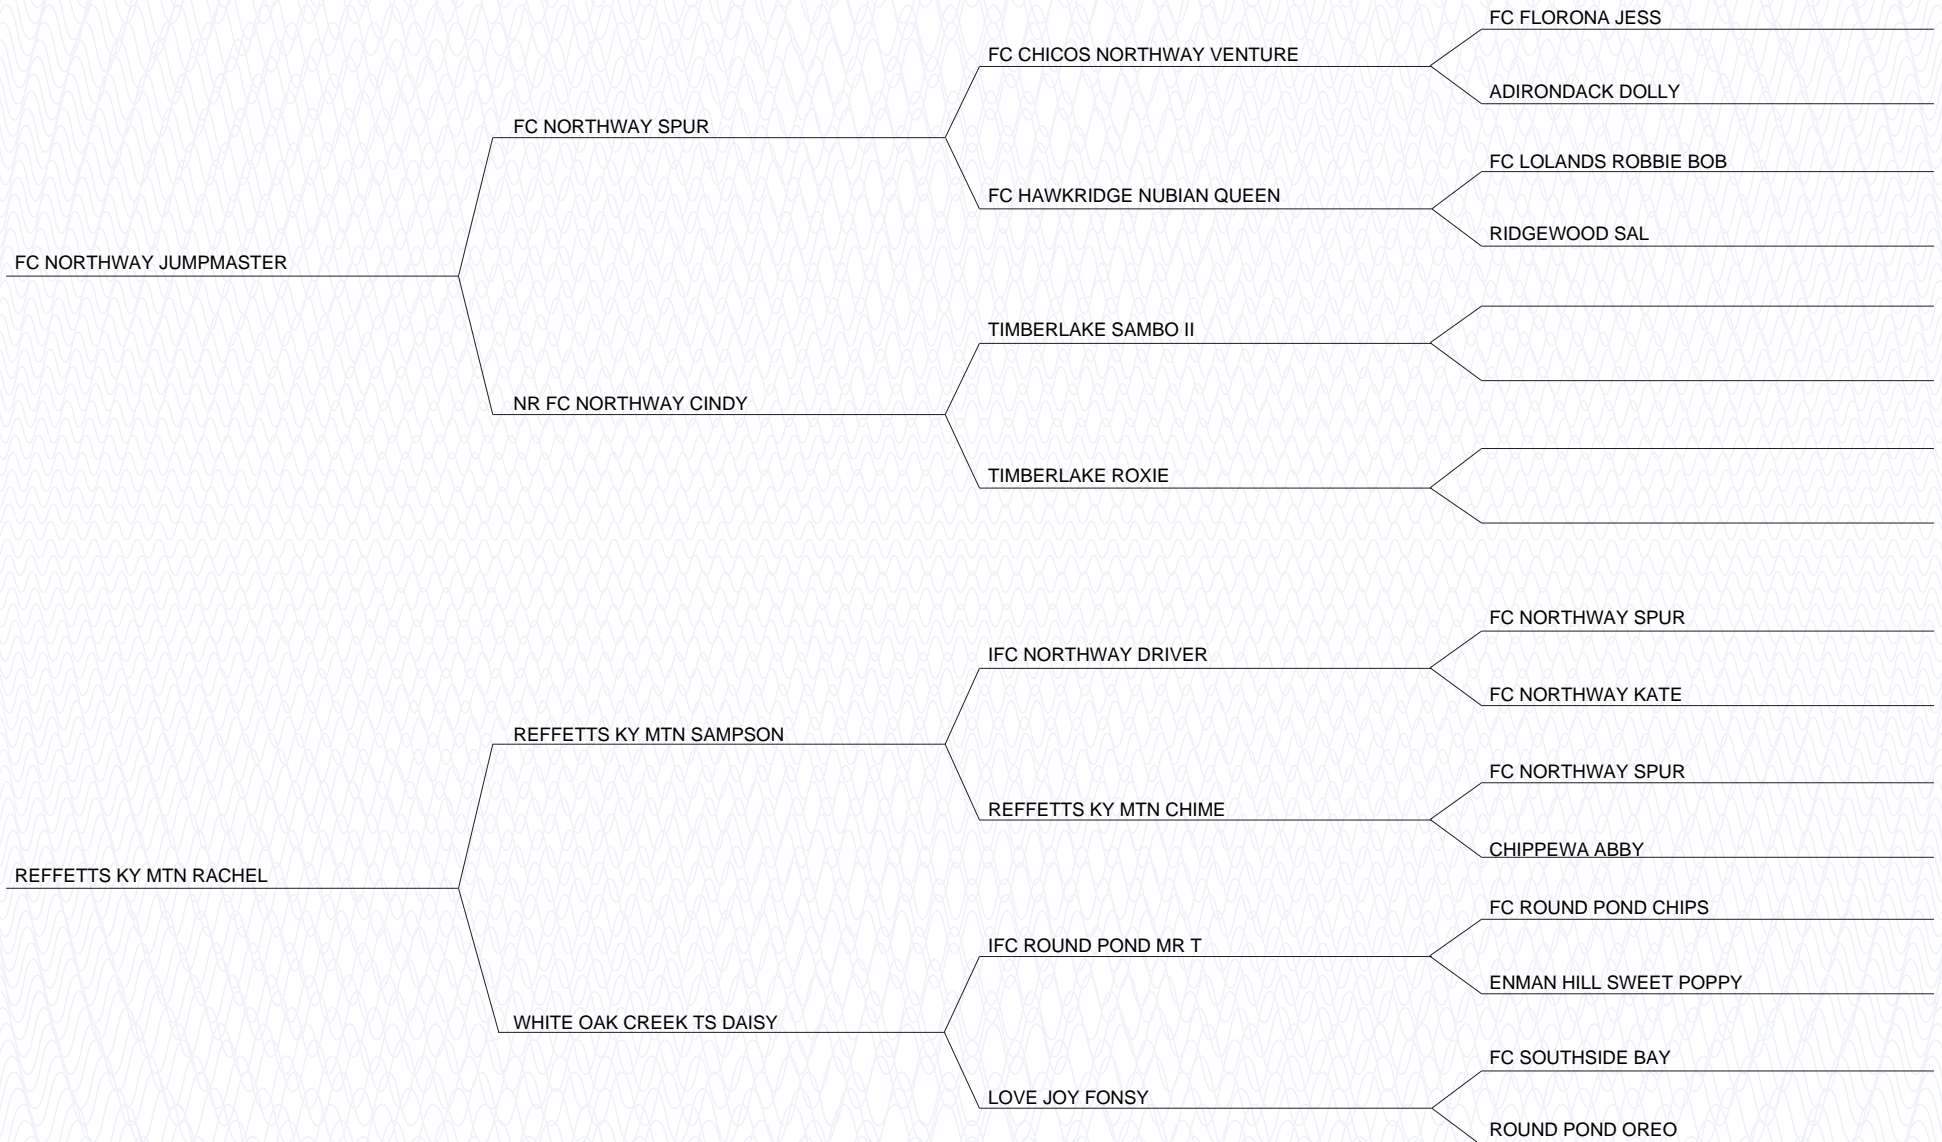 FC FLORONA JESS
FC CHICOS NORTHWAY VENTURE
ADIRONDACK DOLLY
FC NORTHWAY SPUR
FC LOLANDS ROBBIE BOB
FC HAWKRIDGE NUBIAN QUEEN
RIDGEWOOD SAL
FC NORTHWAY JUMPMASTER
TIMBERLAKE SAMBO II
NR FC NORTHWAY CINDY
TIMBERLAKE ROXIE
FC NORTHWAY SPUR
IFC NORTHWAY DRIVER
FC NORTHWAY KATE
REFFETTS KY MTN SAMPSON
FC NORTHWAY SPUR
REFFETTS KY MTN CHIME
CHIPPEWA ABBY
REFFETTS KY MTN RACHEL
FC ROUND POND CHIPS
IFC ROUND POND MR T
ENMAN HILL SWEET POPPY
WHITE OAK CREEK TS DAISY
FC SOUTHSIDE BAY
LOVE JOY FONSY
ROUND POND OREO